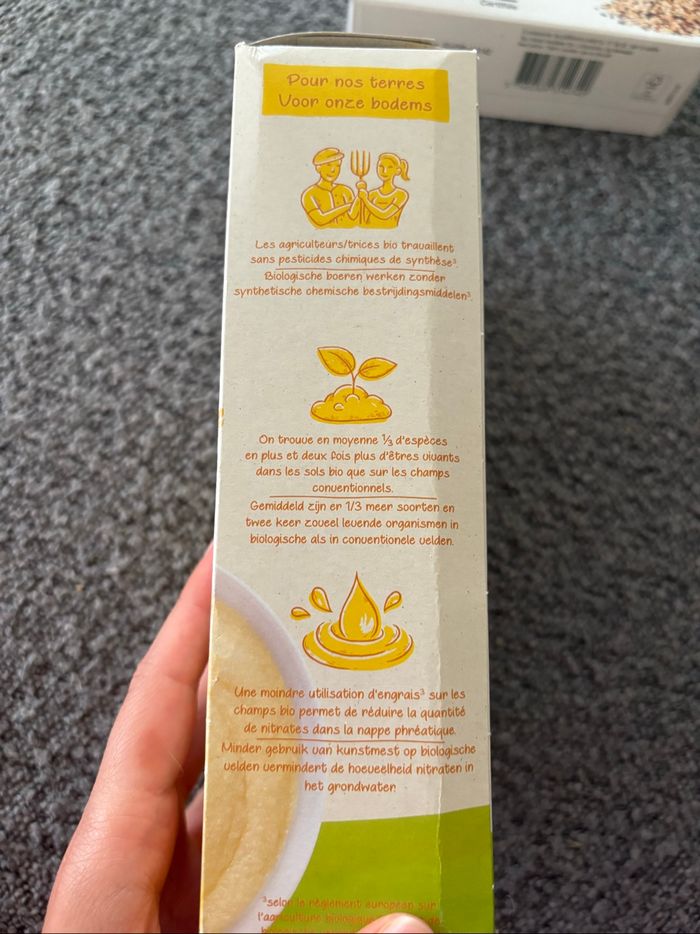 Pour nos terres
Voor onze bodems
Les agriculteurs/trices bio travaillent
sans pesticides chimiques de synthèse³.
Biologische boeren werken zonder
synthetische chemische bestrijdingsmiddelen³.
On trouve en moyenne ⅓ d'espèces
en plus et deux fois plus d'êtres vivants
dans les sols bio que sur les champs
conventionnels.
Gemiddeld zijn er 1/3 meer soorten en
twee keer zoveel levende organismen in
biologische als in conventionele velden.
Une moindre utilisation d'engrais³ sur les
champs bio permet de réduire la quantité
de nitrates dans la nappe phréatique.
Minder gebruik van kunstmest op biologische
velden vermindert de hoeveelheid nitraten in
het grondwater.
³selon le règlement européen sur
l'agriculture biologique